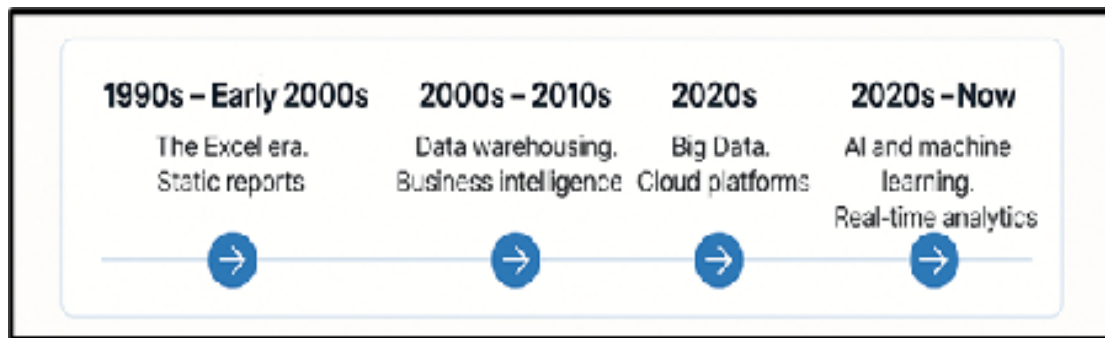 1990s – Early 2000s
The Excel era.
Static reports
2000s – 2010s
Data warehousing.
Business intelligence
2020s
Big Data.
Cloud platforms
2020s – Now
AI and machine
learning.
Real-time analytics